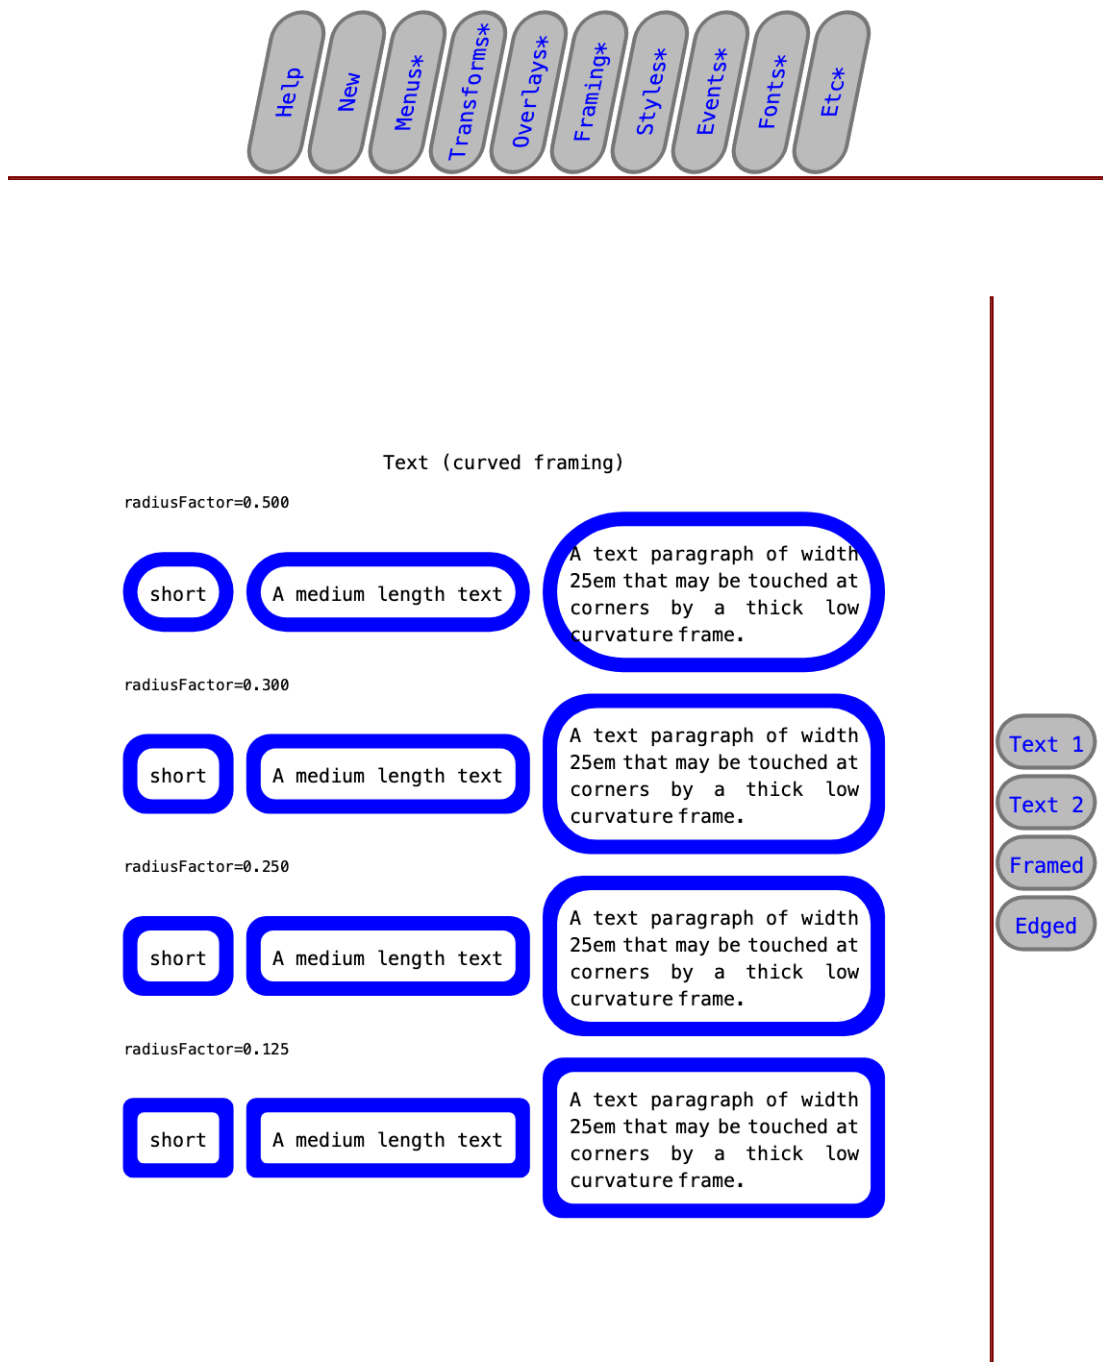 Help
New
Menus*
Transforms*
Overlays*
Framing*
Styles*
Events*
Fonts*
Etc*
Text (curved framing)
radiusFactor=0.500
short
A medium length text
A text paragraph of width
25em that may be touched at
corners by a thick low
curvature frame.
radiusFactor=0.300
short
A medium length text
A text paragraph of width
25em that may be touched at
corners by a thick low
curvature frame.
radiusFactor=0.250
short
A medium length text
A text paragraph of width
25em that may be touched at
corners by a thick low
curvature frame.
radiusFactor=0.125
short
A medium length text
A text paragraph of width
25em that may be touched at
corners by a thick low
curvature frame.
Text 1
Text 2
Framed
Edged